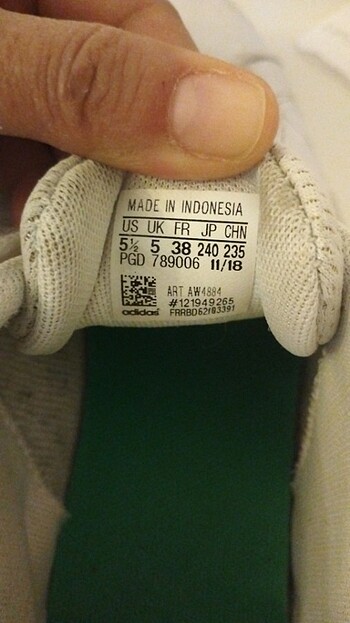 MADE IN INDONESIA
US UK FR JP CHN
5½ 5 38 240 235
PGD 789006 11/18
ART AW4884
#121949265
adidas FRRBD62f03391